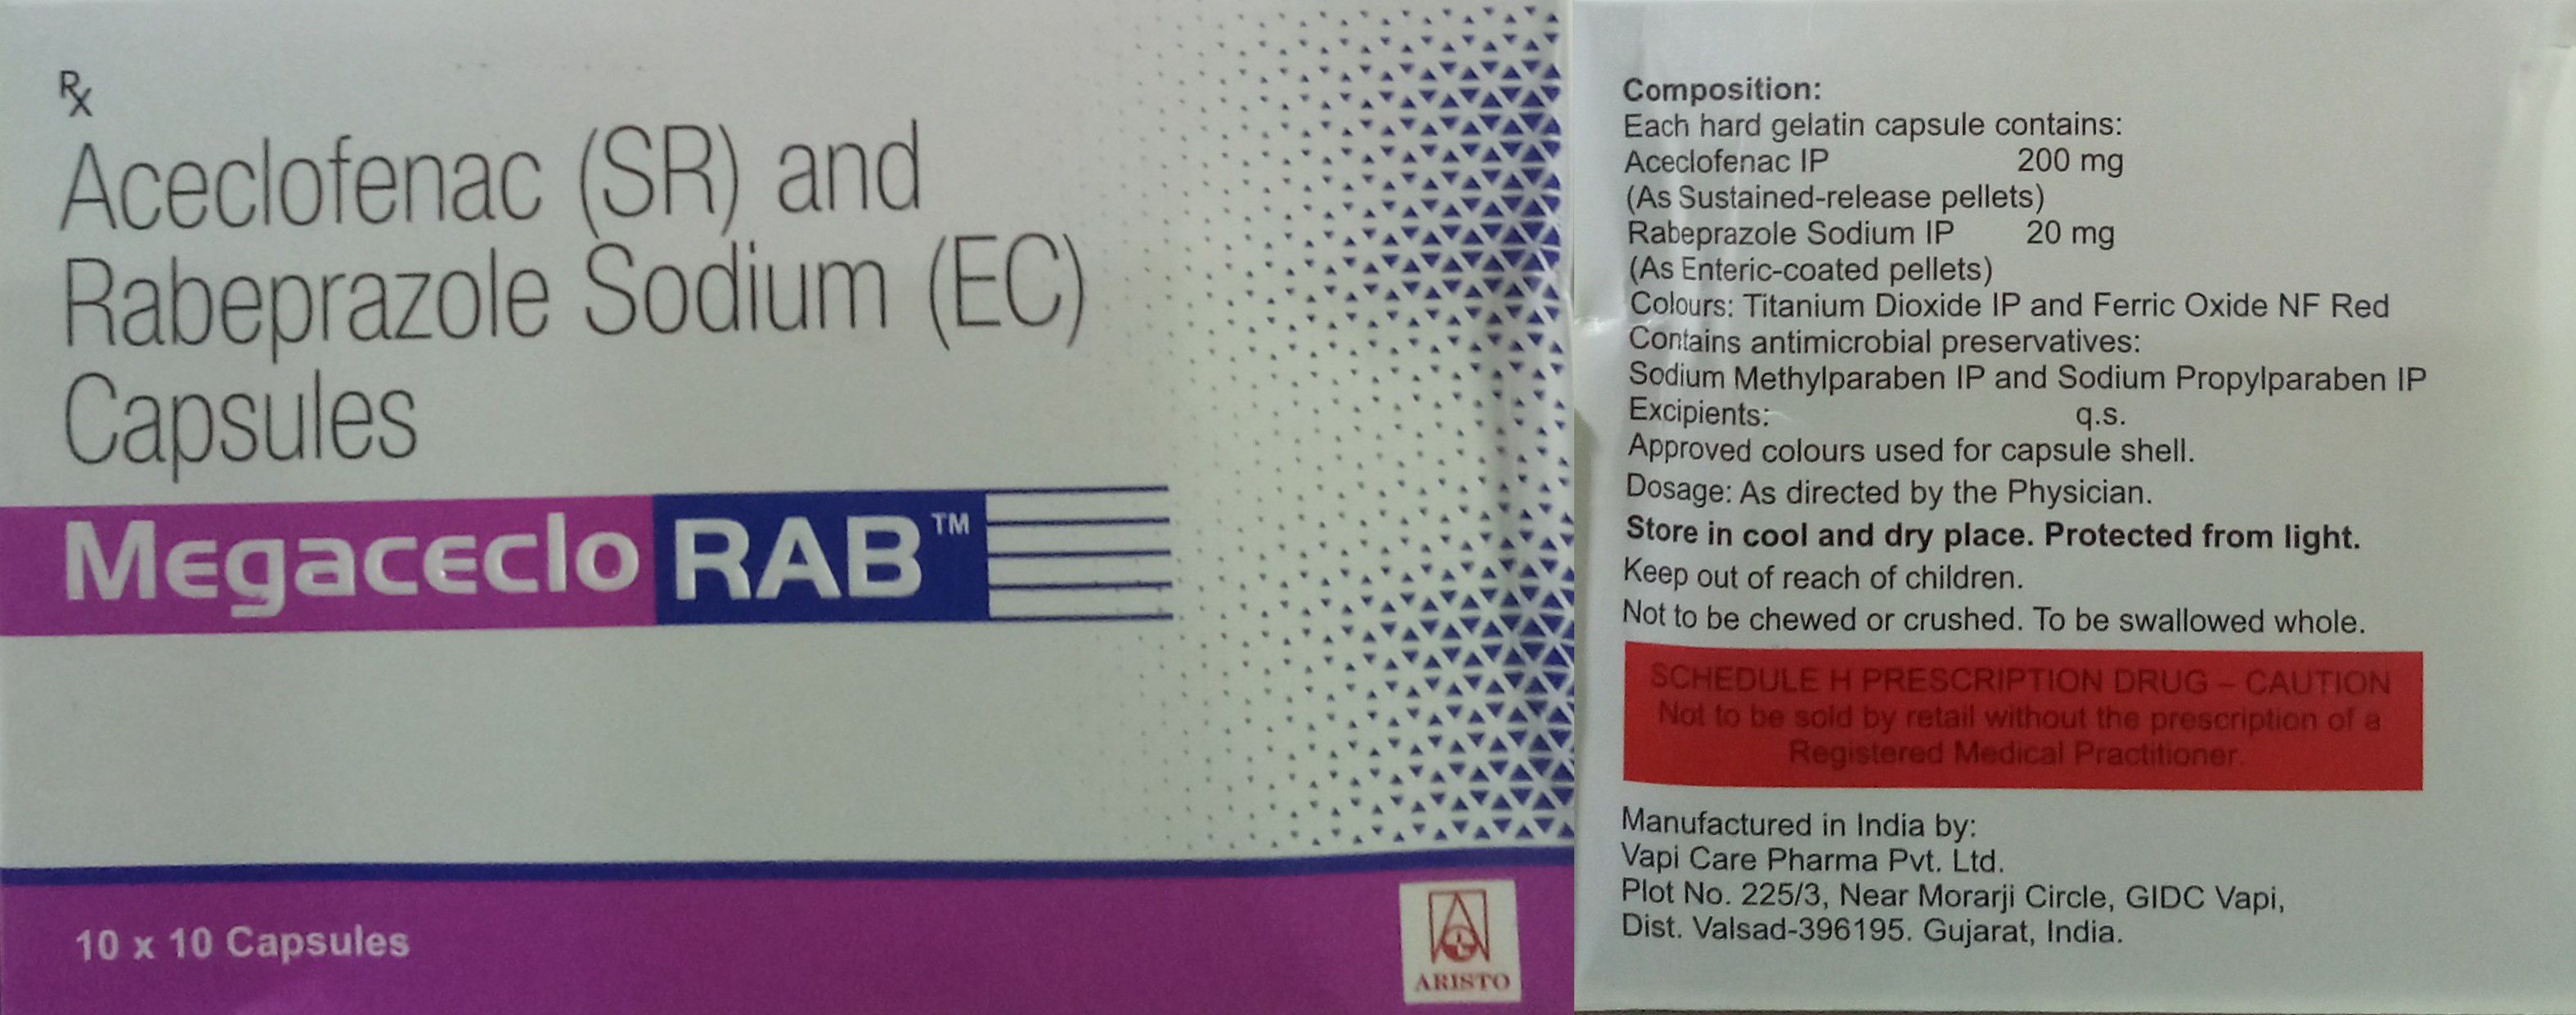 Rx
Aceclofenac (SR) and
Rabeprazole Sodium (EC)
Capsules
Megaceclo RAB™
10 x 10 Capsules
ARISTO
Composition:
Each hard gelatin capsule contains:
Aceclofenac IP 200 mg
(As Sustained-release pellets)
Rabeprazole Sodium IP 20 mg
(As Enteric-coated pellets)
Colours: Titanium Dioxide IP and Ferric Oxide NF Red
Contains antimicrobial preservatives:
Sodium Methylparaben IP and Sodium Propylparaben IP
Excipients: q.s.
Approved colours used for capsule shell.
Dosage: As directed by the Physician.
Store in cool and dry place. Protected from light.
Keep out of reach of children.
Not to be chewed or crushed. To be swallowed whole.
SCHEDULE H PRESCRIPTION DRUG – CAUTION
Not to be sold by retail without the prescription of a
Registered Medical Practitioner.
Manufactured in India by:
Vapi Care Pharma Pvt. Ltd.
Plot No. 225/3, Near Morarji Circle, GIDC Vapi,
Dist. Valsad-396195. Gujarat, India.